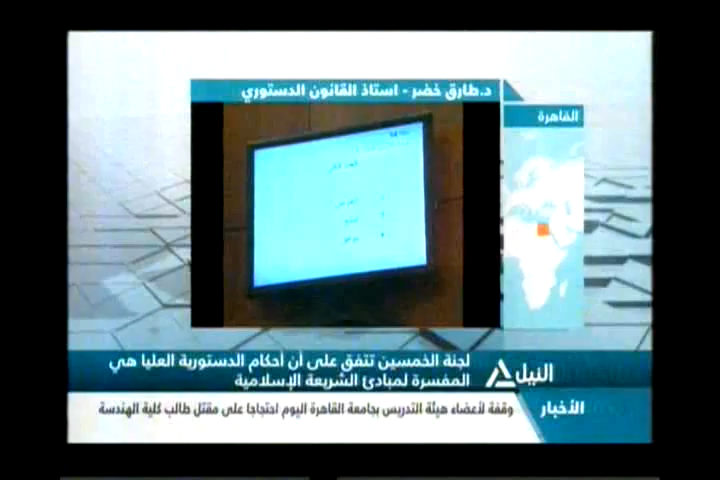 د.طارق خضر - استاذ القانون الدستوري
القاهرة
لجنة الخمسين تتفق على أن أحكام الدستورية العليا هي
المفسرة لمبادئ الشريعة الإسلامية
النيل
الأخبار
وقفة لأعضاء هيئة التدريس بجامعة القاهرة اليوم احتجاجا على مقتل طالب كلية الهندسة